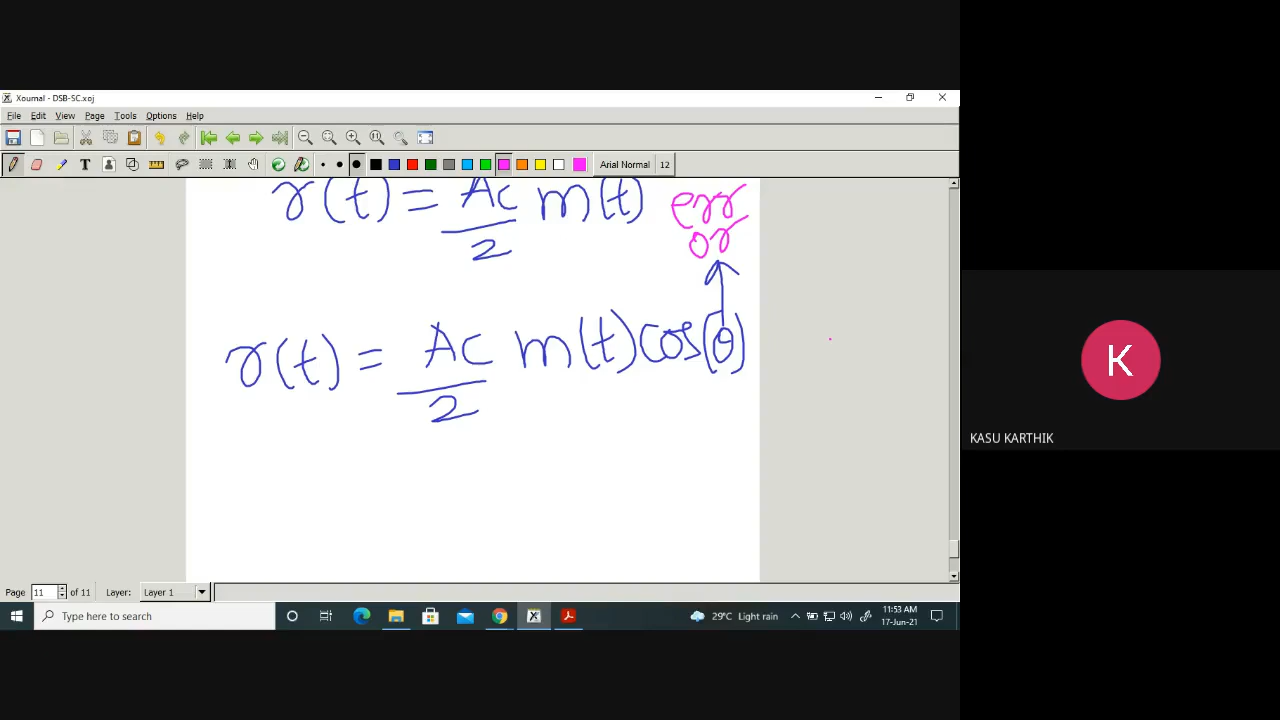 Xournal - DSB-SC.xoj
File Edit View Page Tools Options Help
Arial Normal 12
r(t) = Ac/2 m(t) err
or
r(t) = Ac/2 m(t) cos(θ)
K
KASU KARTHIK
Page 11 of 11 Layer: Layer 1
Type here to search
29°C Light rain
11:53 AM
17-Jun-21